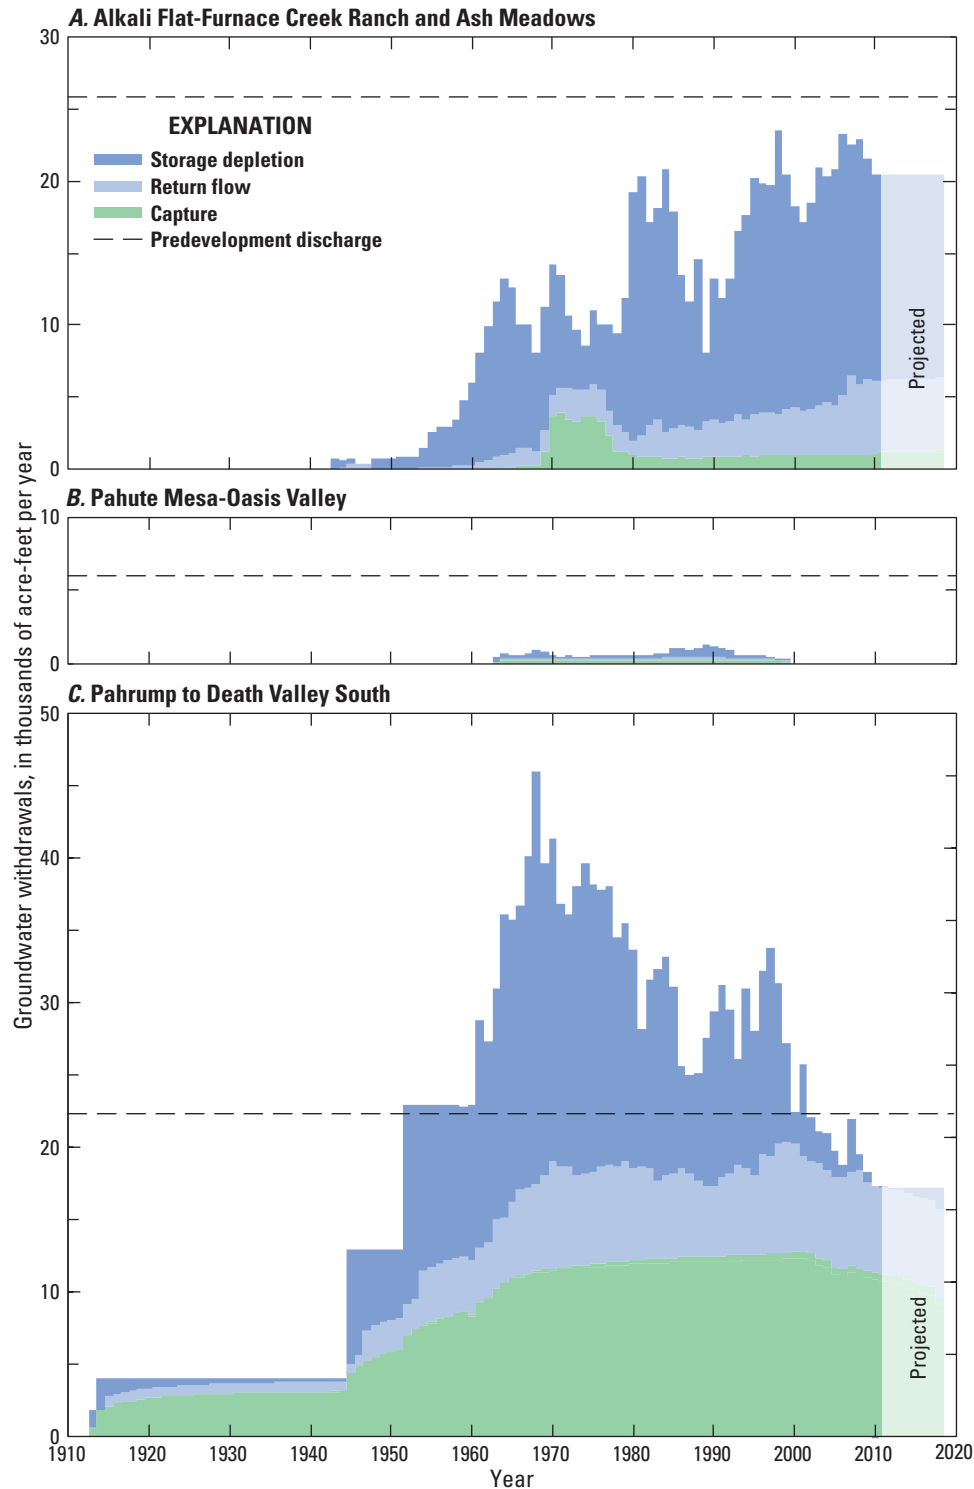 A. Alkali Flat-Furnace Creek Ranch and Ash Meadows
30
20
10
0
EXPLANATION
Storage depletion
Return flow
Capture
Predevelopment discharge
Projected
B. Pahute Mesa-Oasis Valley
10
0
Groundwater withdrawals, in thousands of acre-feet per year
C. Pahrump to Death Valley South
50
40
30
20
10
0
Projected
1910 1920 1930 1940 1950 1960 1970 1980 1990 2000 2010 2020
Year